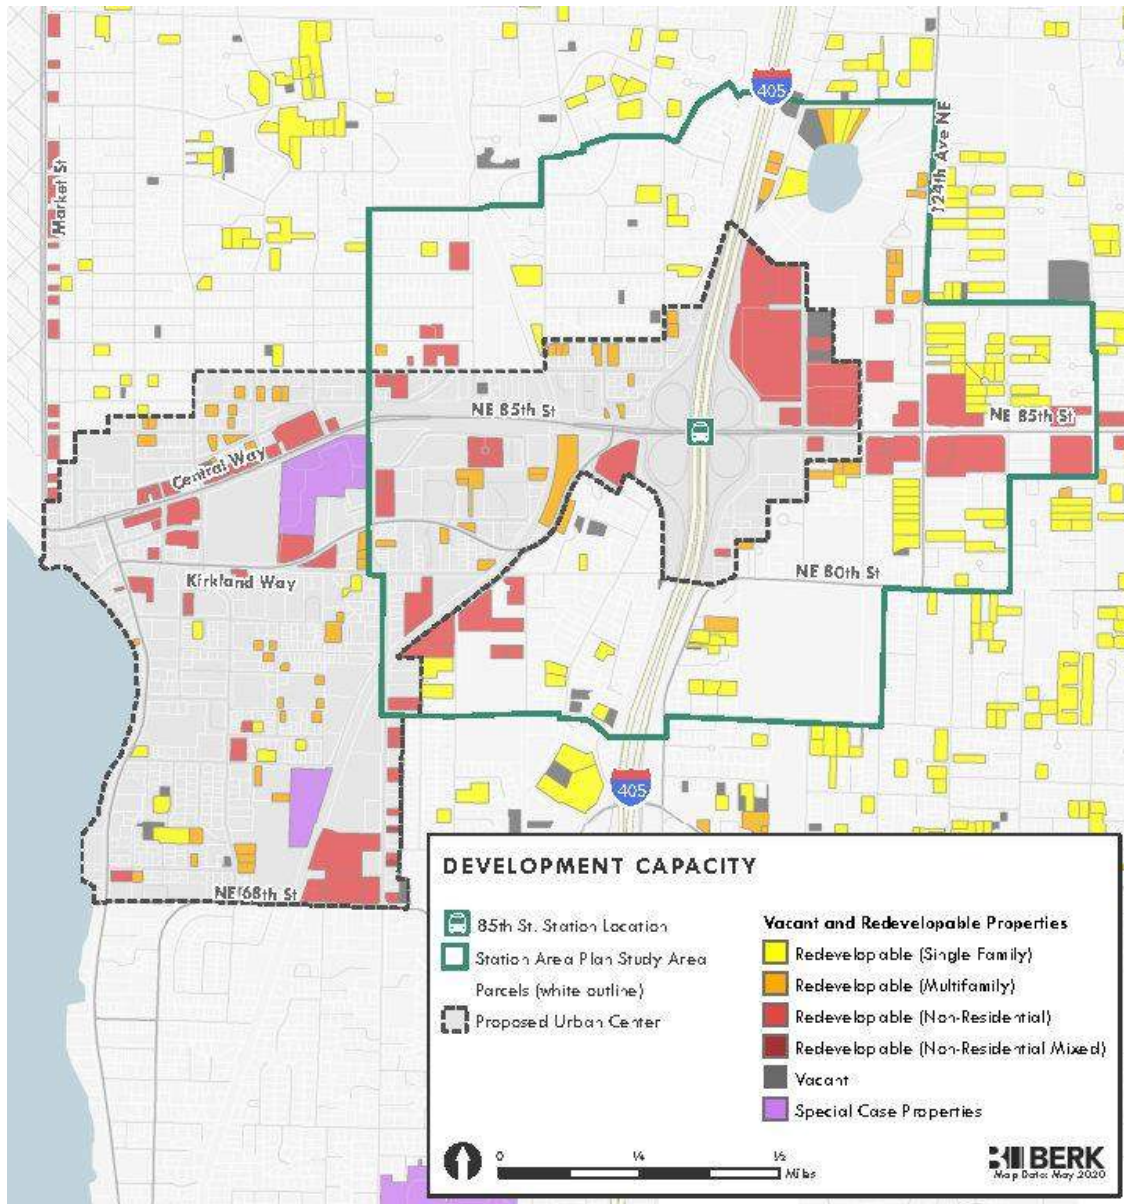 405
Market St
124th Ave NE
NE 85th St
NE 85th St
Central Way
Kirkland Way
NE 80th St
405
NE 68th St
DEVELOPMENT CAPACITY
85th St. Station Location
Station Area Plan Study Area
Parcels (white outline)
Proposed Urban Center
Vacant and Redevelopable Properties
Redevelopable (Single Family)
Redevelopable (Multifamily)
Redevelopable (Non-Residential)
Redevelopable (Non-Residential Mixed)
Vacant
Special Case Properties
0 ¼ ½
Miles
BERK
Map Date: May 2020